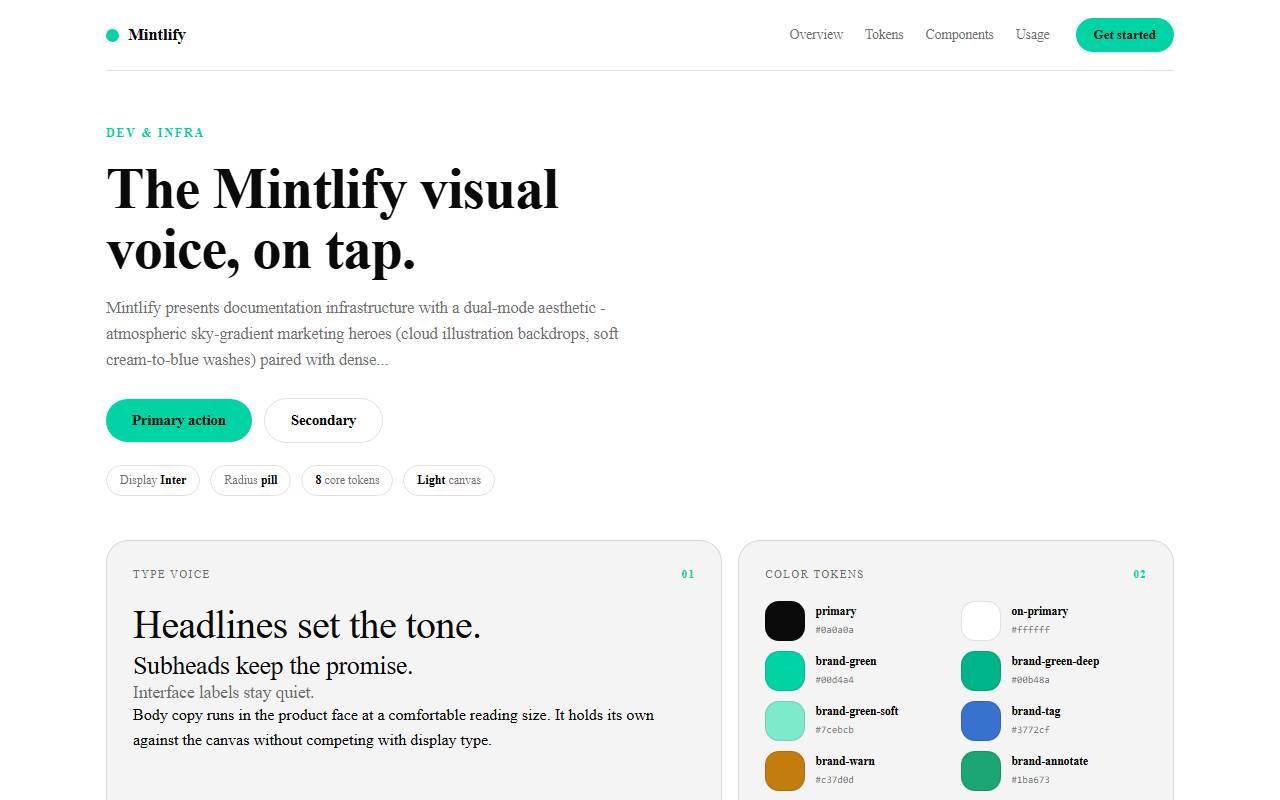 Mintlify
Overview Tokens Components Usage Get started
DEV & INFRA
The Mintlify visual
voice, on tap.
Mintlify presents documentation infrastructure with a dual-mode aesthetic -
atmospheric sky-gradient marketing heroes (cloud illustration backdrops, soft
cream-to-blue washes) paired with dense...
Primary action Secondary
Display Inter Radius pill 8 core tokens Light canvas
TYPE VOICE 01
Headlines set the tone.
Subheads keep the promise.
Interface labels stay quiet.
Body copy runs in the product face at a comfortable reading size. It holds its own
against the canvas without competing with display type.
COLOR TOKENS 02
primary
#0a0a0a
on-primary
#ffffff
brand-green
#00d4a4
brand-green-deep
#00b48a
brand-green-soft
#7cebcb
brand-tag
#3772cf
brand-warn
#c37d0d
brand-annotate
#1ba673